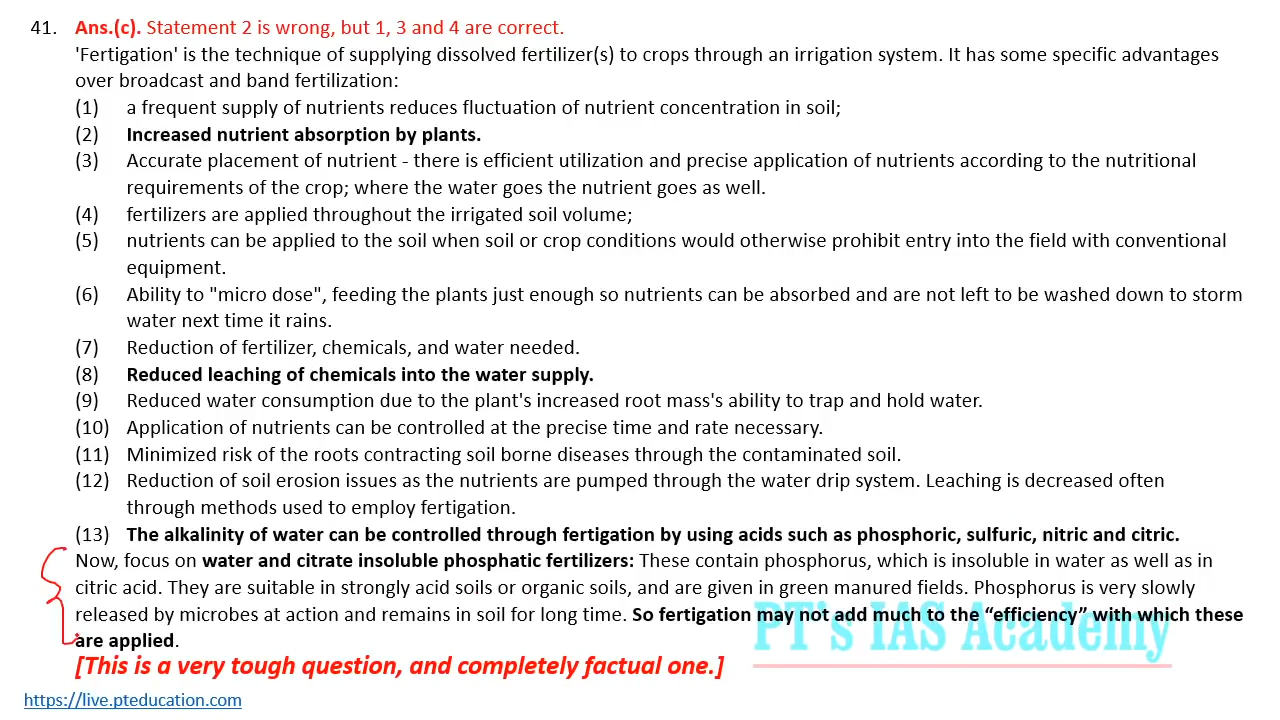 41. Ans.(c). Statement 2 is wrong, but 1, 3 and 4 are correct.
'Fertigation' is the technique of supplying dissolved fertilizer(s) to crops through an irrigation system. It has some specific advantages
over broadcast and band fertilization:
(1) a frequent supply of nutrients reduces fluctuation of nutrient concentration in soil;
(2) Increased nutrient absorption by plants.
(3) Accurate placement of nutrient - there is efficient utilization and precise application of nutrients according to the nutritional
requirements of the crop; where the water goes the nutrient goes as well.
(4) fertilizers are applied throughout the irrigated soil volume;
(5) nutrients can be applied to the soil when soil or crop conditions would otherwise prohibit entry into the field with conventional
equipment.
(6) Ability to "micro dose", feeding the plants just enough so nutrients can be absorbed and are not left to be washed down to storm
water next time it rains.
(7) Reduction of fertilizer, chemicals, and water needed.
(8) Reduced leaching of chemicals into the water supply.
(9) Reduced water consumption due to the plant's increased root mass's ability to trap and hold water.
(10) Application of nutrients can be controlled at the precise time and rate necessary.
(11) Minimized risk of the roots contracting soil borne diseases through the contaminated soil.
(12) Reduction of soil erosion issues as the nutrients are pumped through the water drip system. Leaching is decreased often
through methods used to employ fertigation.
(13) The alkalinity of water can be controlled through fertigation by using acids such as phosphoric, sulfuric, nitric and citric.
Now, focus on water and citrate insoluble phosphatic fertilizers: These contain phosphorus, which is insoluble in water as well as in
citric acid. They are suitable in strongly acid soils or organic soils, and are given in green manured fields. Phosphorus is very slowly
released by microbes at action and remains in soil for long time. So fertigation may not add much to the “efficiency” with which these
are applied.
PT's IAS Academy
[This is a very tough question, and completely factual one.]
https://live.pteducation.com